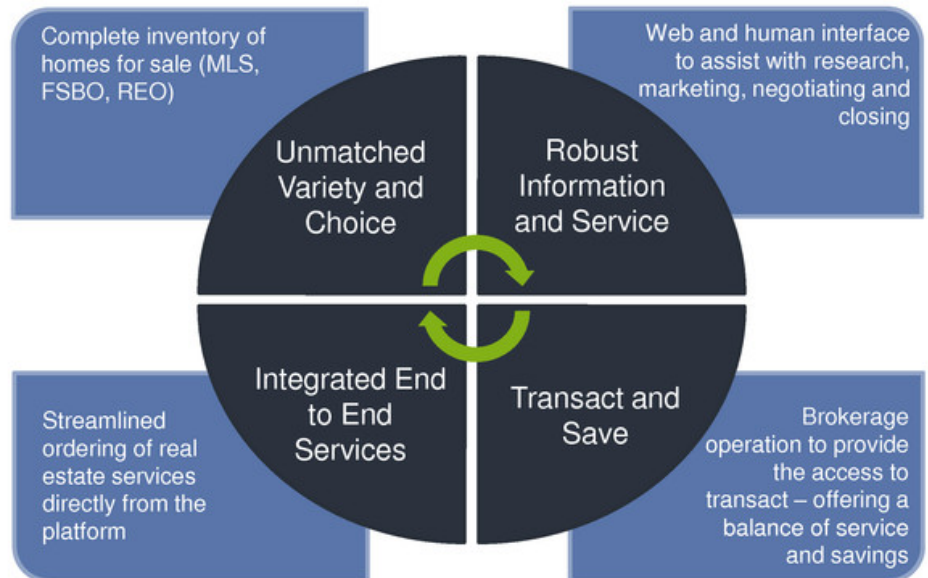 Complete inventory of
homes for sale (MLS,
FSBO, REO)
Web and human interface
to assist with research,
marketing, negotiating and
closing
Unmatched
Variety and
Choice
Robust
Information
and Service
Integrated End
to End
Services
Transact and
Save
Streamlined
ordering of real
estate services
directly from the
platform
Brokerage
operation to provide
the access to
transact – offering a
balance of service
and savings